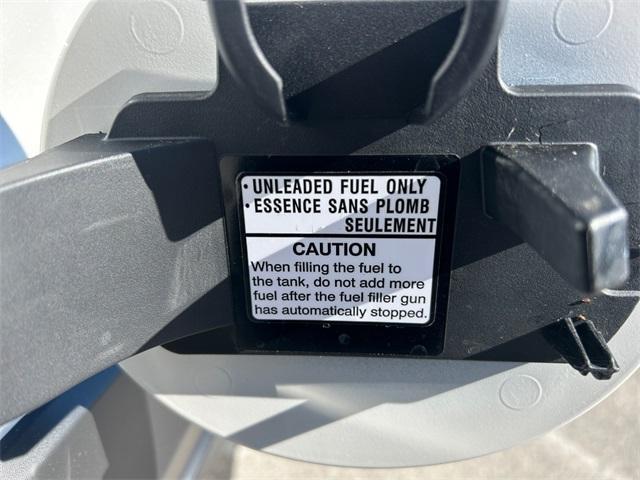 · UNLEADED FUEL ONLY
· ESSENCE SANS PLOMB
SEULEMENT
CAUTION
When filling the fuel to
the tank, do not add more
fuel after the fuel filler gun
has automatically stopped.